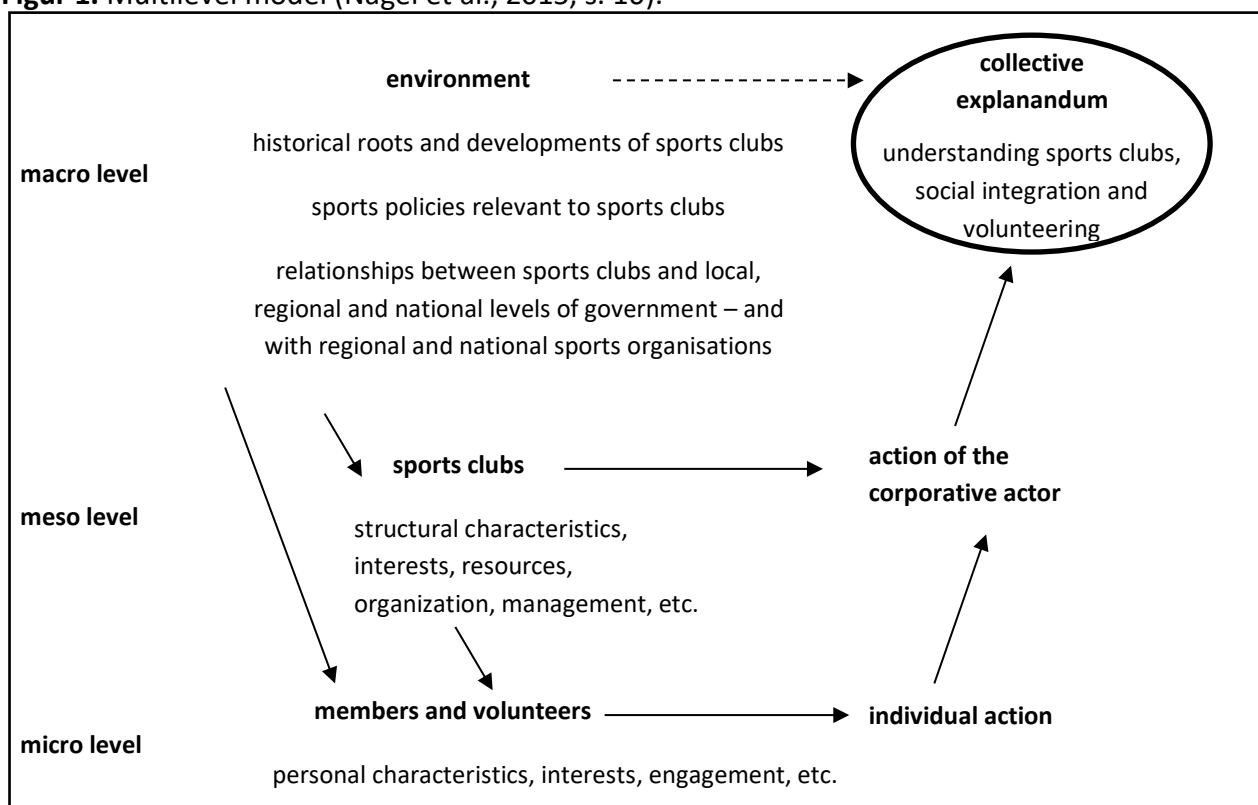 Figur 1. Multilevel model (Nagel et al., 2015,
environment
collective
explanandum
historical roots and developments of sports clubs
understanding sports clubs,
macro level
social integration and
sports policies relevant to sports clubs
volunteering
relationships between sports clubs and local,
regional and national levels of government – and
with regional and national sports organisations
sports clubs
action of the
corporative actor
meso level
structural characteristics,
interests, resources,
organization, management, etc.
members and volunteers
individual action
micro level
personal characteristics, interests, engagement, etc.